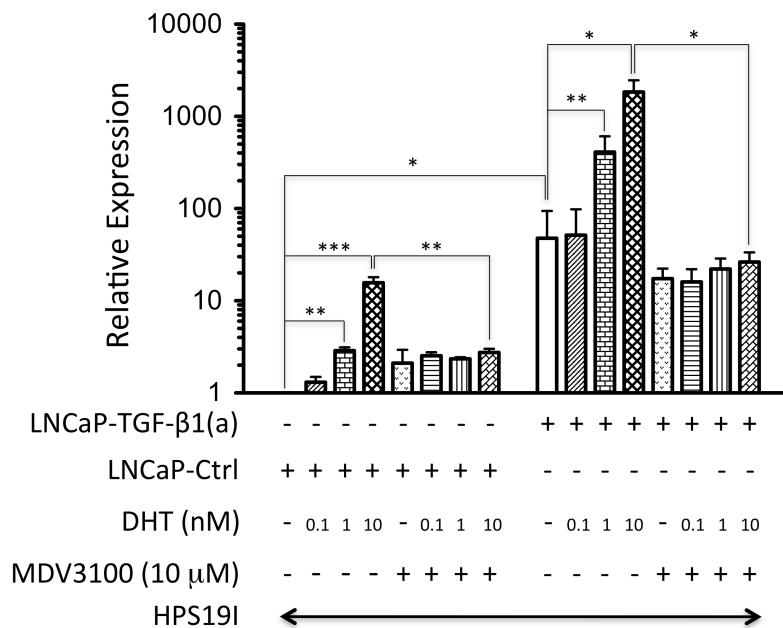 10000
* *
1000
**
*
100
*** **
10
**
1
Relative Expression
LNCaP-TGF-β1(a) - - - - - - - - + + + + + + + +
LNCaP-Ctrl + + + + + + + + - - - - - - - -
DHT (nM) - 0.1 1 10 - 0.1 1 10 - 0.1 1 10 - 0.1 1 10
MDV3100 (10 μM) - - - - + + + + - - - - + + + +
HPS19I